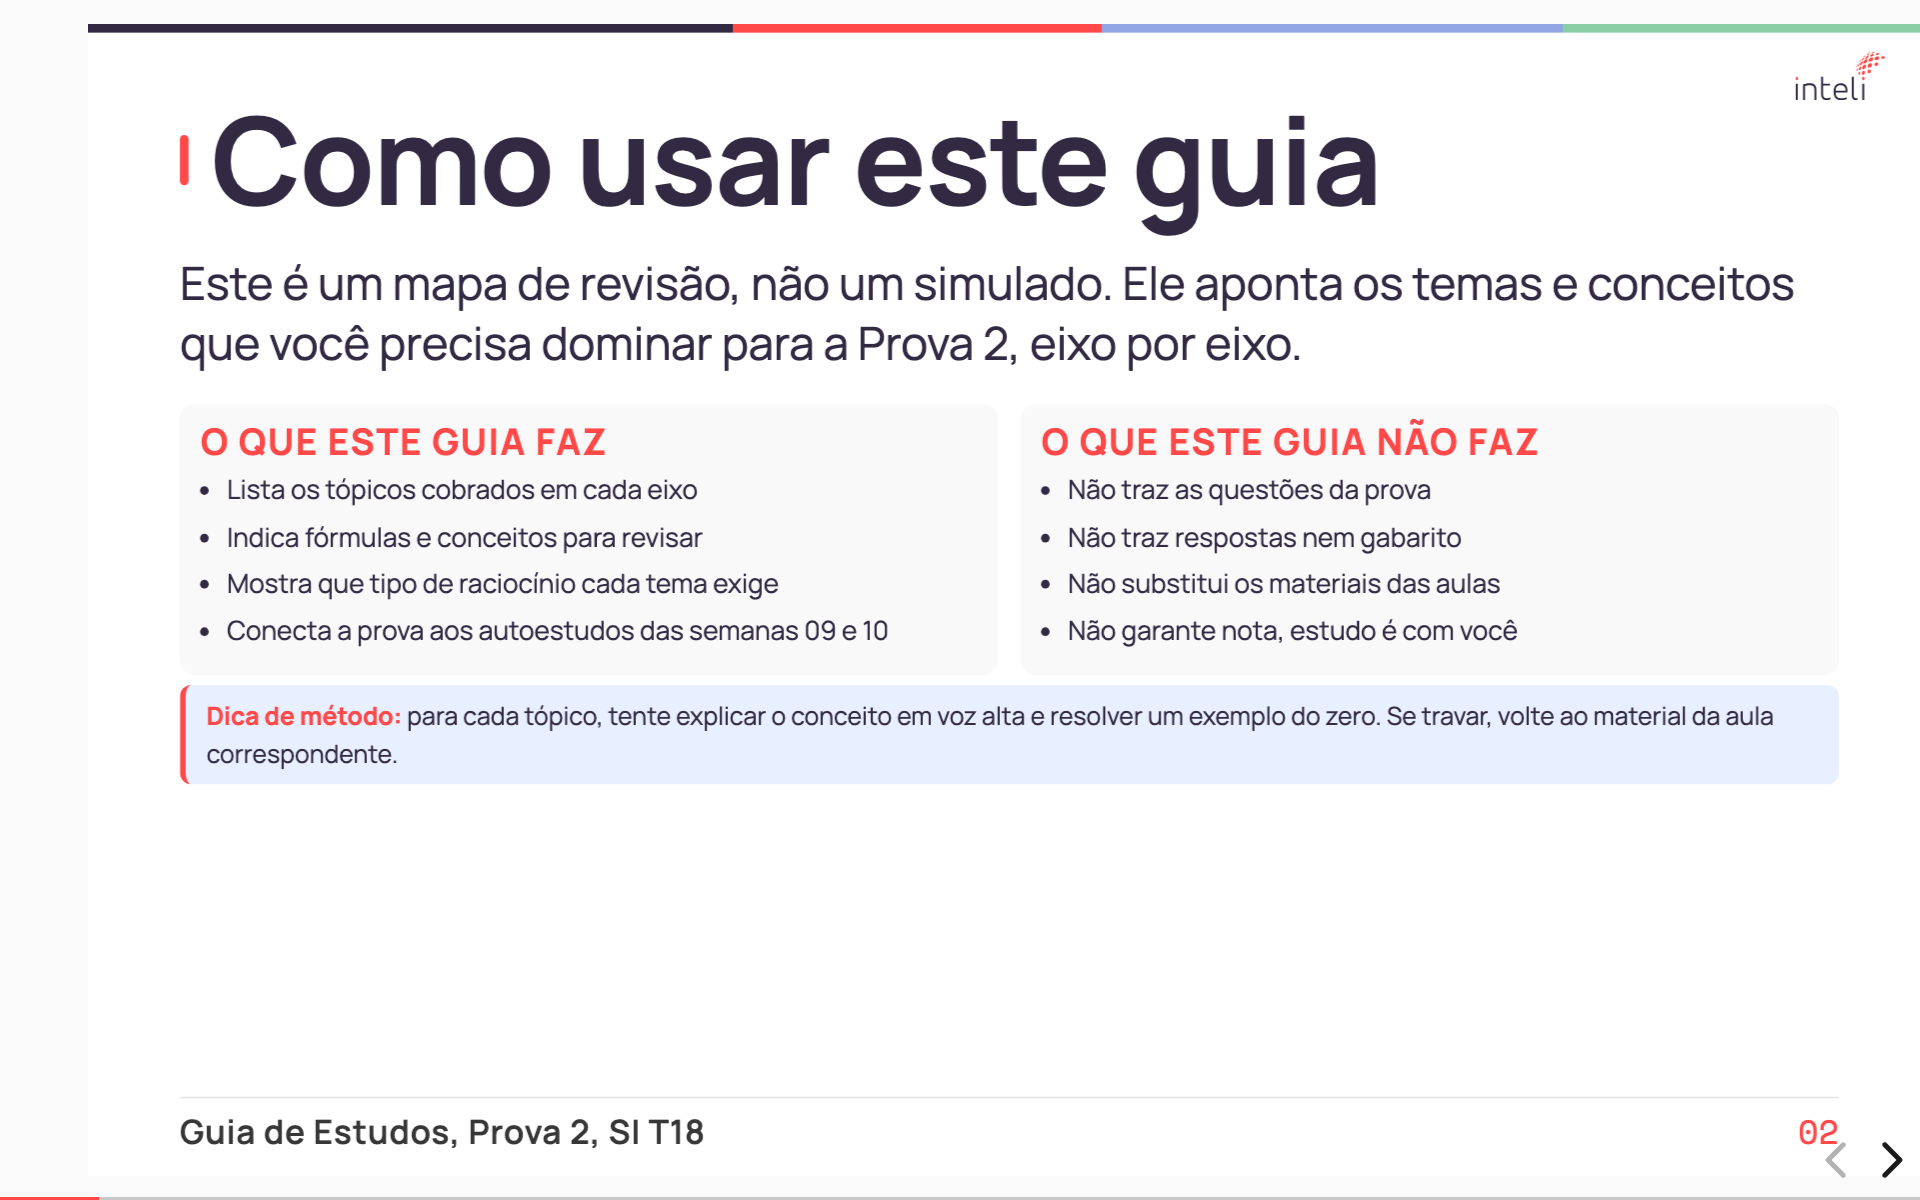 inteli
Como usar este guia
Este é um mapa de revisão, não um simulado. Ele aponta os temas e conceitos
que você precisa dominar para a Prova 2, eixo por eixo.
O QUE ESTE GUIA FAZ
• Lista os tópicos cobrados em cada eixo
• Indica fórmulas e conceitos para revisar
• Mostra que tipo de raciocínio cada tema exige
• Conecta a prova aos autoestudos das semanas 09 e 10
O QUE ESTE GUIA NÃO FAZ
• Não traz as questões da prova
• Não traz respostas nem gabarito
• Não substitui os materiais das aulas
• Não garante nota, estudo é com você
Dica de método: para cada tópico, tente explicar o conceito em voz alta e resolver um exemplo do zero. Se travar, volte ao material da aula
correspondente.
Guia de Estudos, Prova 2, SI T18
02